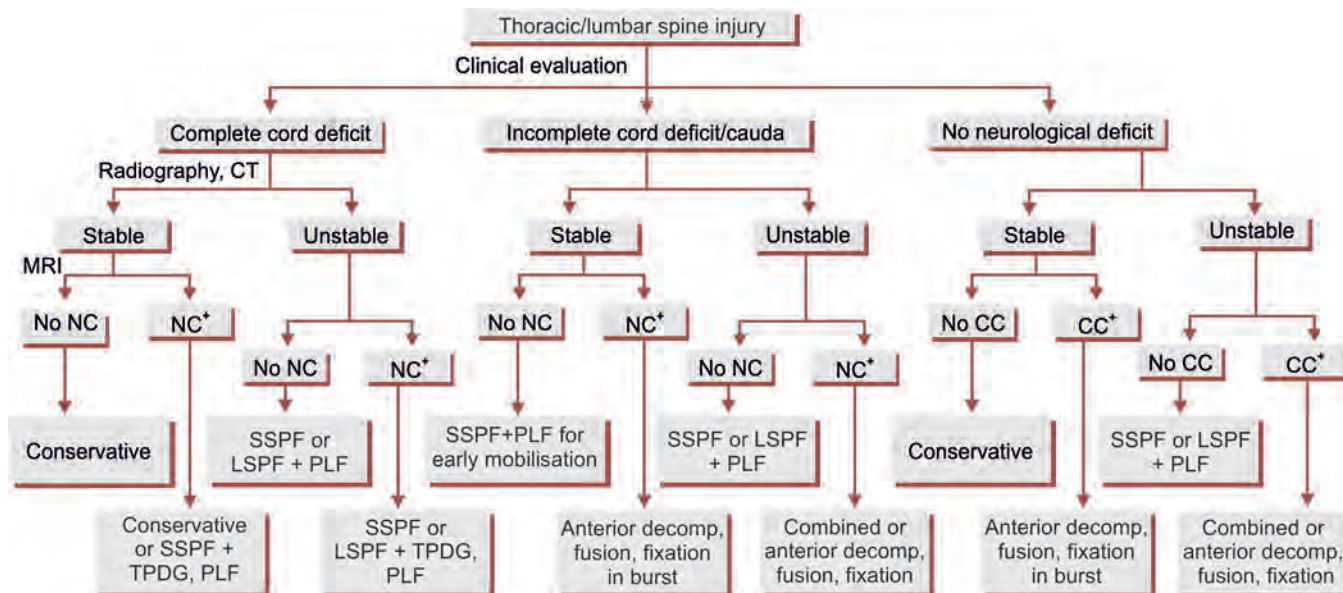 Thoracic/lumbar spine injury
Clinical evaluation
Complete cord deficit
Incomplete cord deficit/cauda
No neurological deficit
Radiography, CT
Stable
Unstable
Stable
Unstable
Stable
Unstable
MRI
No NC
NC⁺
No NC
NC⁺
No CC
CC⁺
No NC
NC⁺
No NC
NC⁺
No CC
CC⁺
Conservative
SSPF or
LSPF + PLF
SSPF+PLF for
early mobilisation
SSPF or LSPF
+ PLF
Conservative
SSPF or LSPF
+ PLF
Conservative
or SSPF +
TPDG, PLF
SSPF or
LSPF + TPDG,
PLF
Anterior decomp,
fusion, fixation
in burst
Combined or
anterior decomp,
fusion, fixation
Anterior decomp,
fusion, fixation
in burst
Combined or
anterior decomp,
fusion, fixation